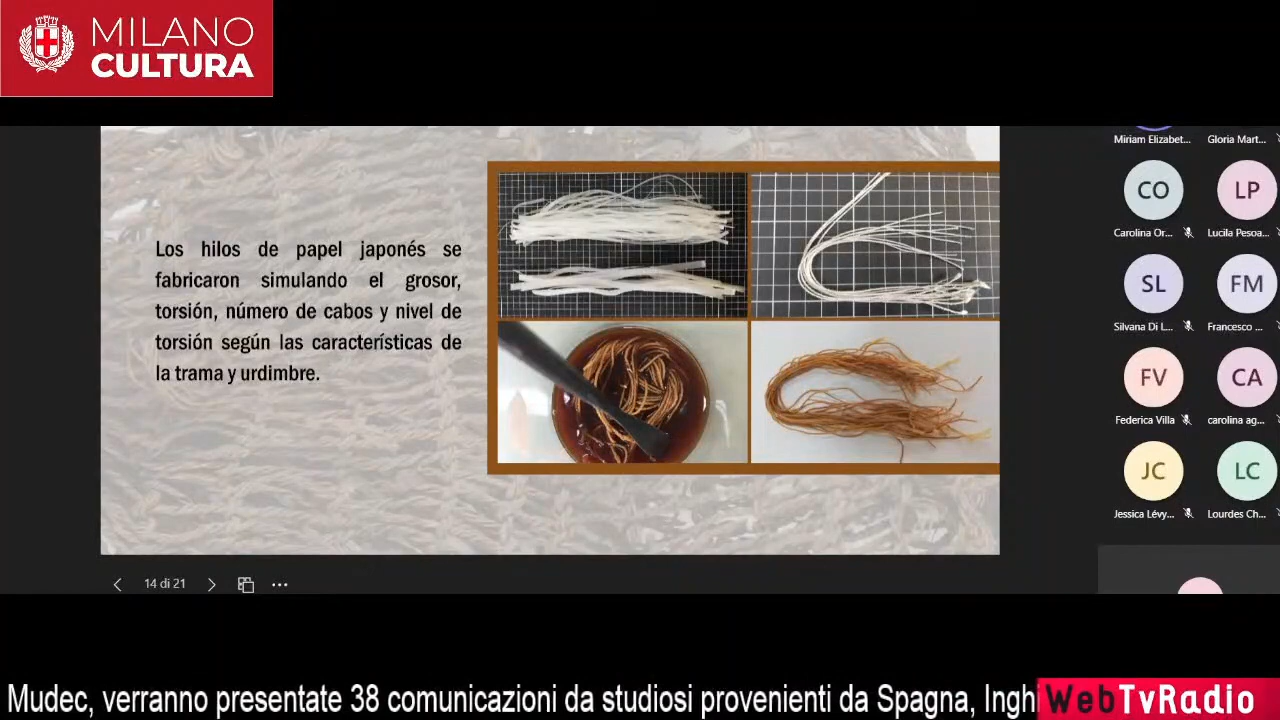 MILANO
CULTURA
Los hilos de papel japonés se
fabricaron simulando el grosor,
torsión, número de cabos y nivel de
torsión según las características de
la trama y urdimbre.
Miriam Elizabet...
Gloria Mart...
CO
LP
Carolina Or...
Lucila Pesoa...
SL
FM
Silvana Di L...
Francesco ...
FV
CA
Federica Villa
carolina ag...
JC
LC
Jessica Lévy...
Lourdes Ch...
14 di 21
Mudec, verranno presentate 38 comunicazioni da studiosi provenienti da Spagna, Inghi
WebTvRadio